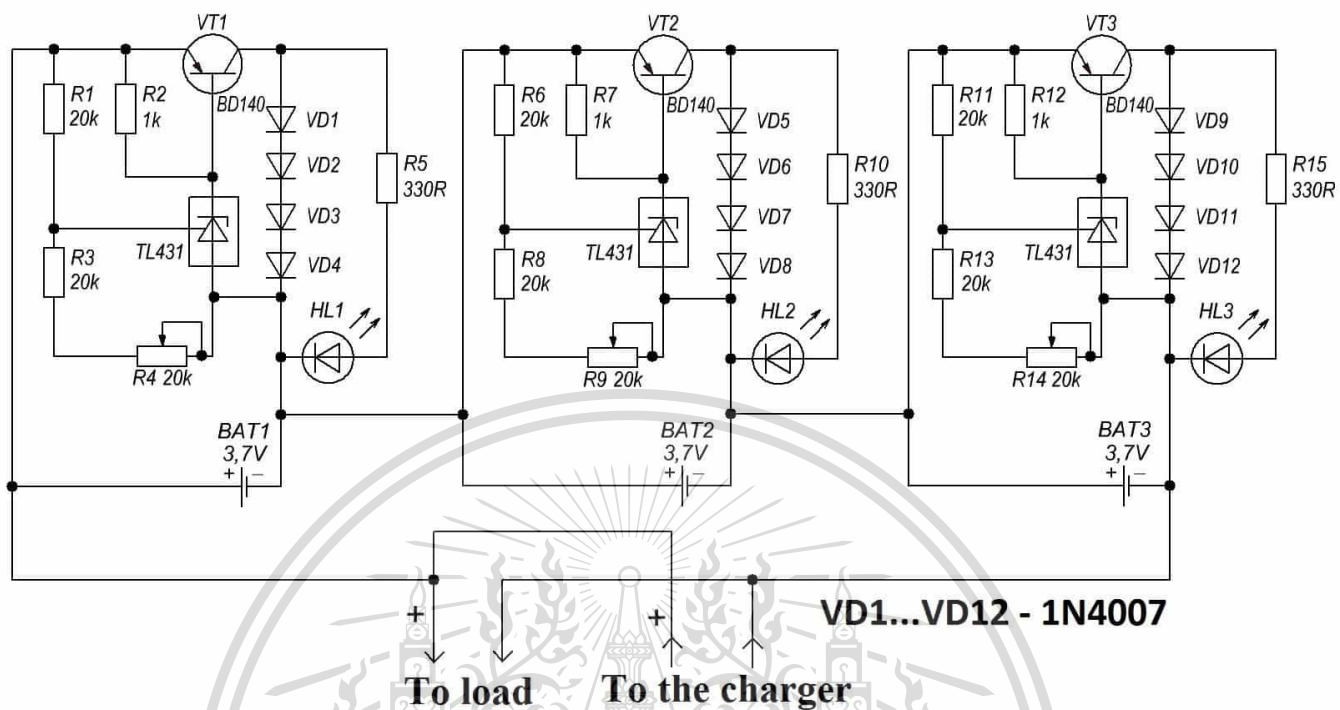 VT1
BD140
R1
20k
R2
1k
VD1
VD2
VD3
VD4
R5
330R
R3
20k
TL431
HL1
R4 20k
BAT1
3,7V
+ −
VT2
BD140
R6
20k
R7
1k
VD5
VD6
VD7
VD8
R10
330R
R8
20k
TL431
HL2
R9 20k
BAT2
3,7V
+ −
VT3
BD140
R11
20k
R12
1k
VD9
VD10
VD11
VD12
R15
330R
R13
20k
TL431
HL3
R14 20k
BAT3
3,7V
+ −
+
+
VD1...VD12 - 1N4007
To load
To the charger